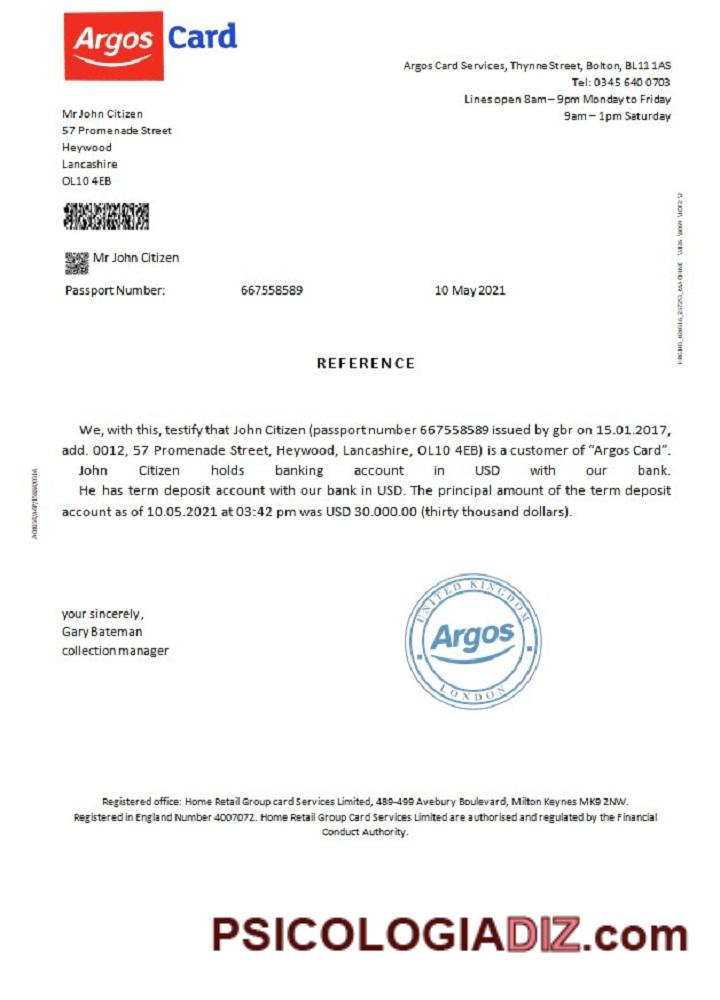 Argos Card
Argos Card Services, Thynne Street, Bolton, BL11 1AS
Tel: 0345 640 0703
Lines open 8am – 9pm Monday to Friday
9am – 1pm Saturday
Mr John Citizen
57 Promenade Street
Heywood
Lancashire
OL10 4EB
Mr John Citizen
Passport Number: 667558589 10 May 2021
REFERENCE
We, with this, testify that John Citizen (passport number 667558589 issued by gbr on 15.01.2017,
add. 0012, 57 Promenade Street, Heywood, Lancashire, OL10 4EB) is a customer of “Argos Card”.
John Citizen holds banking account in USD with our bank.
He has term deposit account with our bank in USD. The principal amount of the term deposit
account as of 10.05.2021 at 03:42 pm was USD 30.000.00 (thirty thousand dollars).
your sincerely,
Gary Bateman
collection manager
UNITED KINGDOM
Argos
LONDON
Registered office: Home Retail Group card Services Limited, 489-499 Avebury Boulevard, Milton Keynes MK9 2NW.
Registered in England Number 4007072. Home Retail Group Card Services Limited are authorised and regulated by the Financial
Conduct Authority.
PSICOLOGIADIZ.com